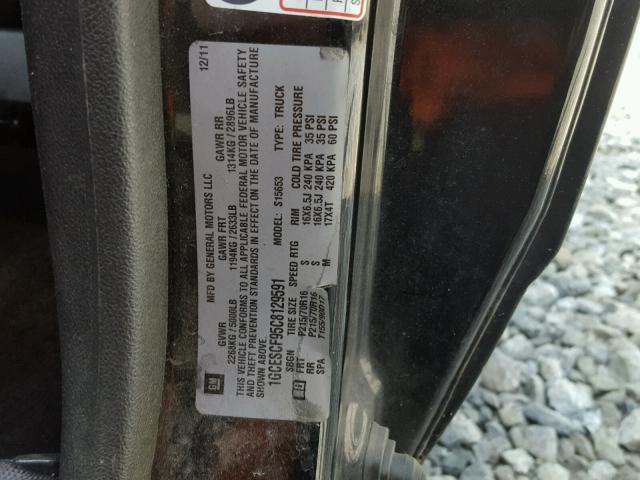 12/11
MFD BY GENERAL MOTORS LLC
GVWR GAWR FRT GAWR RR
2268KG / 5000LB 1194KG / 2633LB 1314KG / 2896LB
THIS VEHICLE CONFORMS TO ALL APPLICABLE FEDERAL MOTOR VEHICLE SAFETY
AND THEFT PREVENTION STANDARDS IN EFFECT ON THE DATE OF MANUFACTURE
SHOWN ABOVE.
GM
1GCESCF95C8129591 MODEL: S15653 TYPE: TRUCK
SBGN TIRE SIZE SPEED RTG RIM COLD TIRE PRESSURE
FRT P215/70R16 S 16X6.5J 240 KPA 35 PSI
RR P215/70R16 S 16X6.5J 240 KPA 35 PSI
SPA M 17X4T 420 KPA 60 PSI